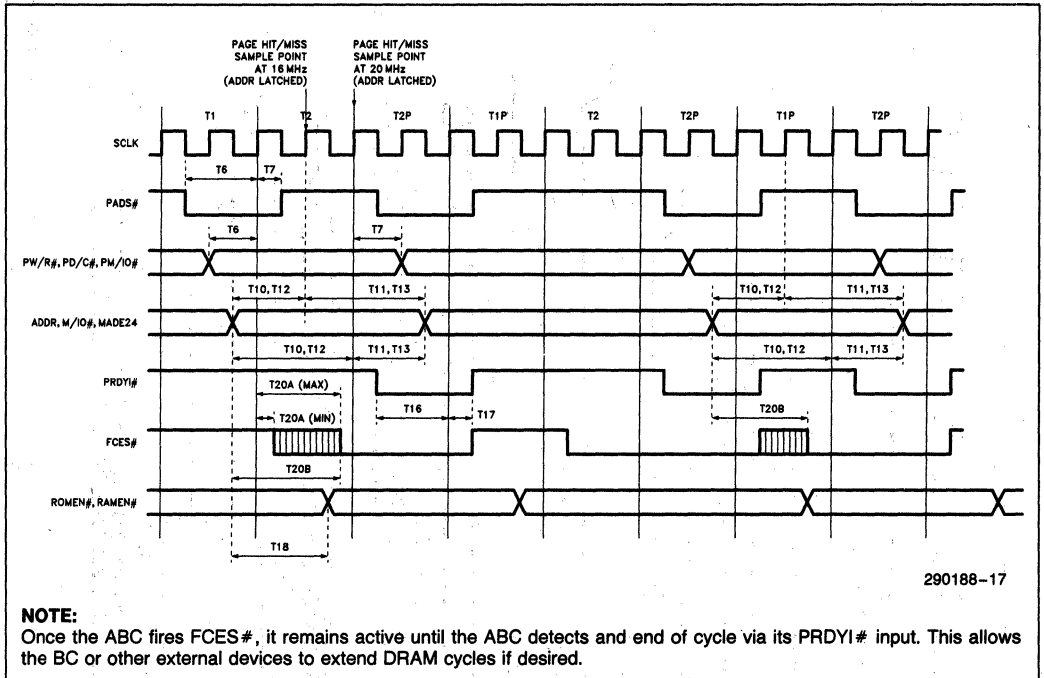 PAGE HIT/MISS
SAMPLE POINT
AT 16 MHz
(ADDR LATCHED)
PAGE HIT/MISS
SAMPLE POINT
AT 20 MHz
(ADDR LATCHED)
T1 T2 T2P T1P T2 T2P T1P T2P
SCLK
T6 T7
PADS#
T6 T7
PW/R#, PD/C#, PM/IO#
T10, T12 T11, T13 T10, T12 T11, T13
ADDR, M/IO#, MADE24
T10, T12 T11, T13 T10, T12 T11, T13
PRDYI#
T20A (MAX) T16 T17 T20B
T20A (MIN)
FCES#
T20B
ROMEN#, RAMEN#
T18
290188-17
NOTE:
Once the ABC fires FCES#, it remains active until the ABC detects and end of cycle via its PRDYI# input. This allows
the BC or other external devices to extend DRAM cycles if desired.